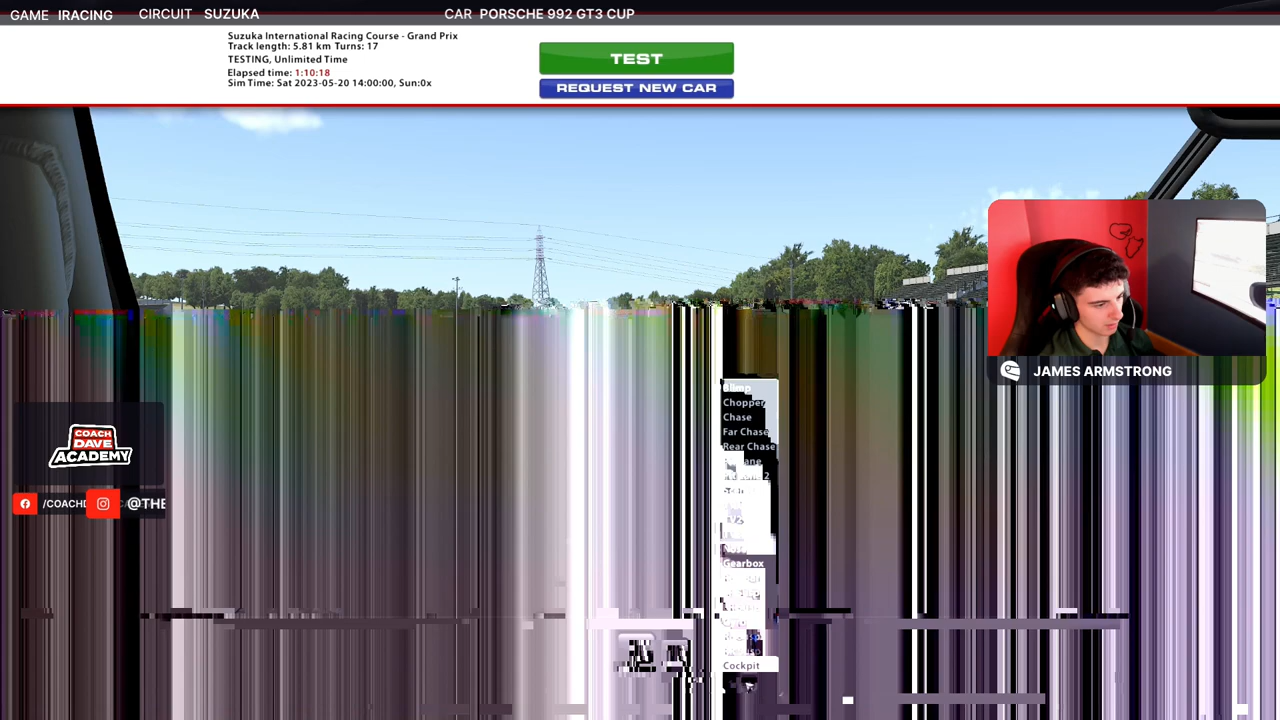 GAME IRACING CIRCUIT SUZUKA CAR PORSCHE 992 GT3 CUP
Suzuka International Racing Course - Grand Prix
Track length: 5.81 km Turns: 17
TESTING, Unlimited Time
Elapsed time: 1:10:18
Sim Time: Sat 2023-05-20 14:00:00, Sun:0x
TEST
REQUEST NEW CAR
JAMES ARMSTRONG
Chopper
Chase
Far Chase
Rear Chase
COACH
DAVE
ACADEMY
@THE
Gearbox
Cockpit